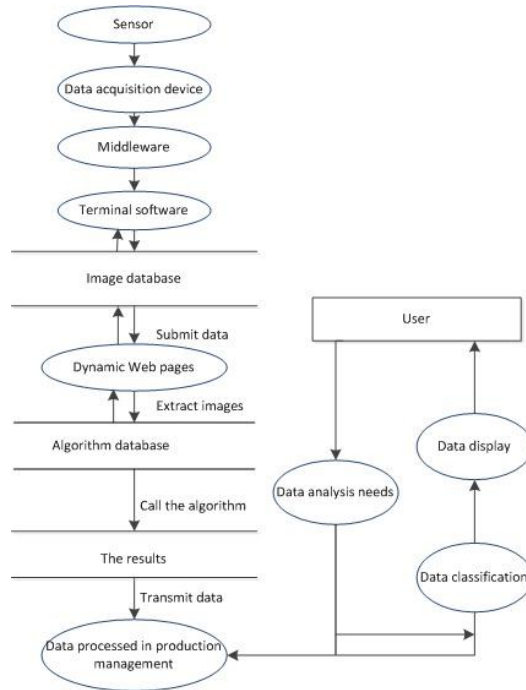 Sensor
Data acquisition device
Middleware
Terminal software
Image database
Submit data
Dynamic Web pages
Extract images
Algorithm database
Call the algorithm
The results
Transmit data
Data processed in production
management
User
Data analysis needs
Data display
Data classification